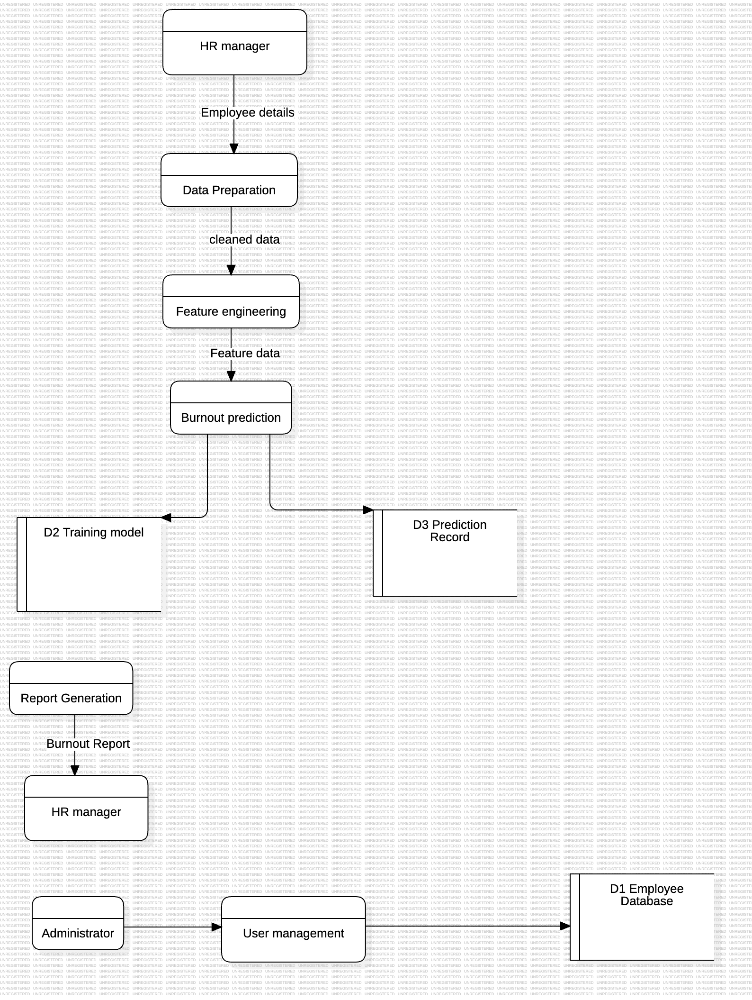 HR manager
Employee details
Data Preparation
cleaned data
Feature engineering
Feature data
Burnout prediction
D2 Training model
D3 Prediction
Record
Report Generation
Burnout Report
HR manager
Administrator
User management
D1 Employee
Database
UNREGISTERED